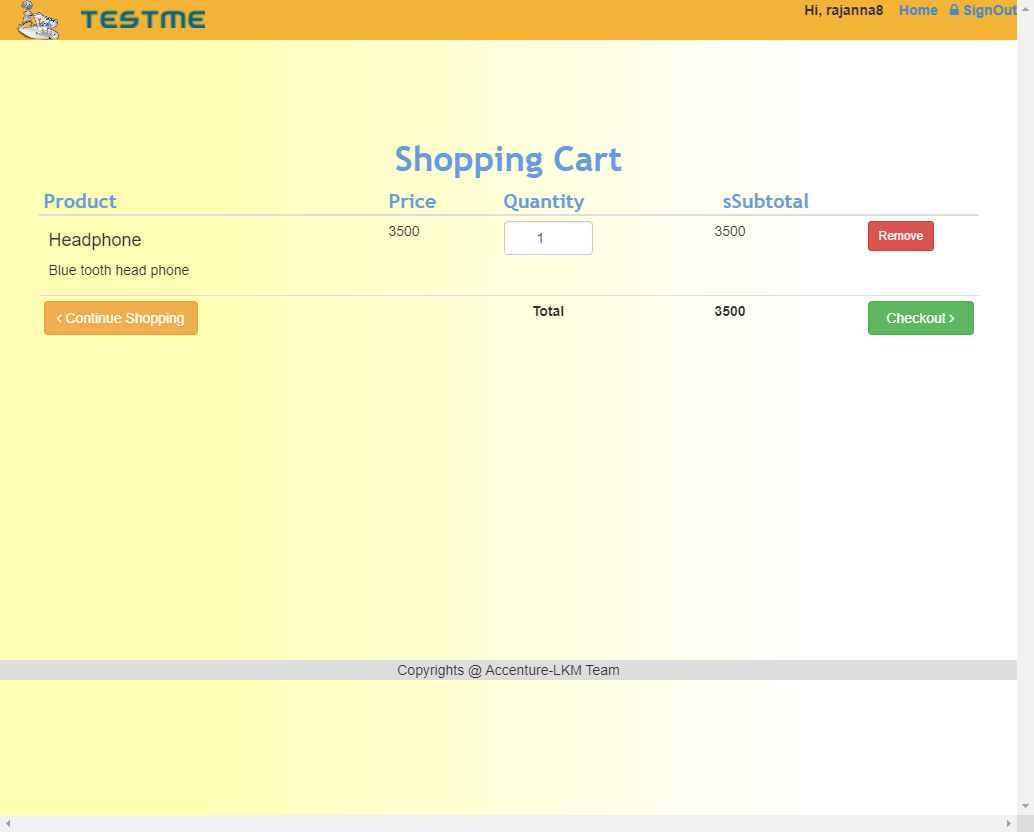 TESTME
Hi, rajanna8 Home SignOut
Shopping Cart
Product Price Quantity sSubtotal
Headphone 3500 1 3500 Remove
Blue tooth head phone
< Continue Shopping Total 3500 Checkout >
Copyrights @ Accenture-LKM Team